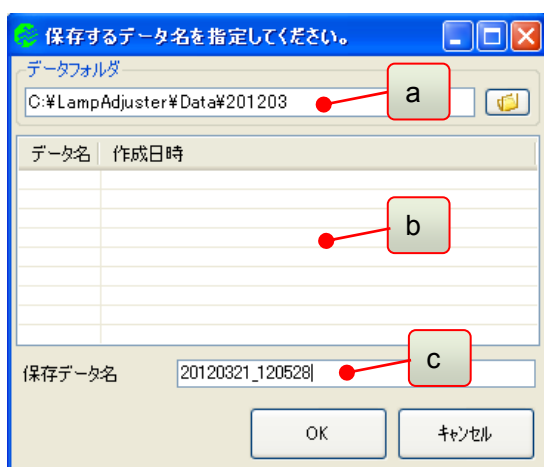 保存するデータ名を指定してください。
データフォルダ
C:¥LampAdjuster¥Data¥201203
a
データ名 作成日時
b
保存データ名 20120321_120528
c
OK キャンセル